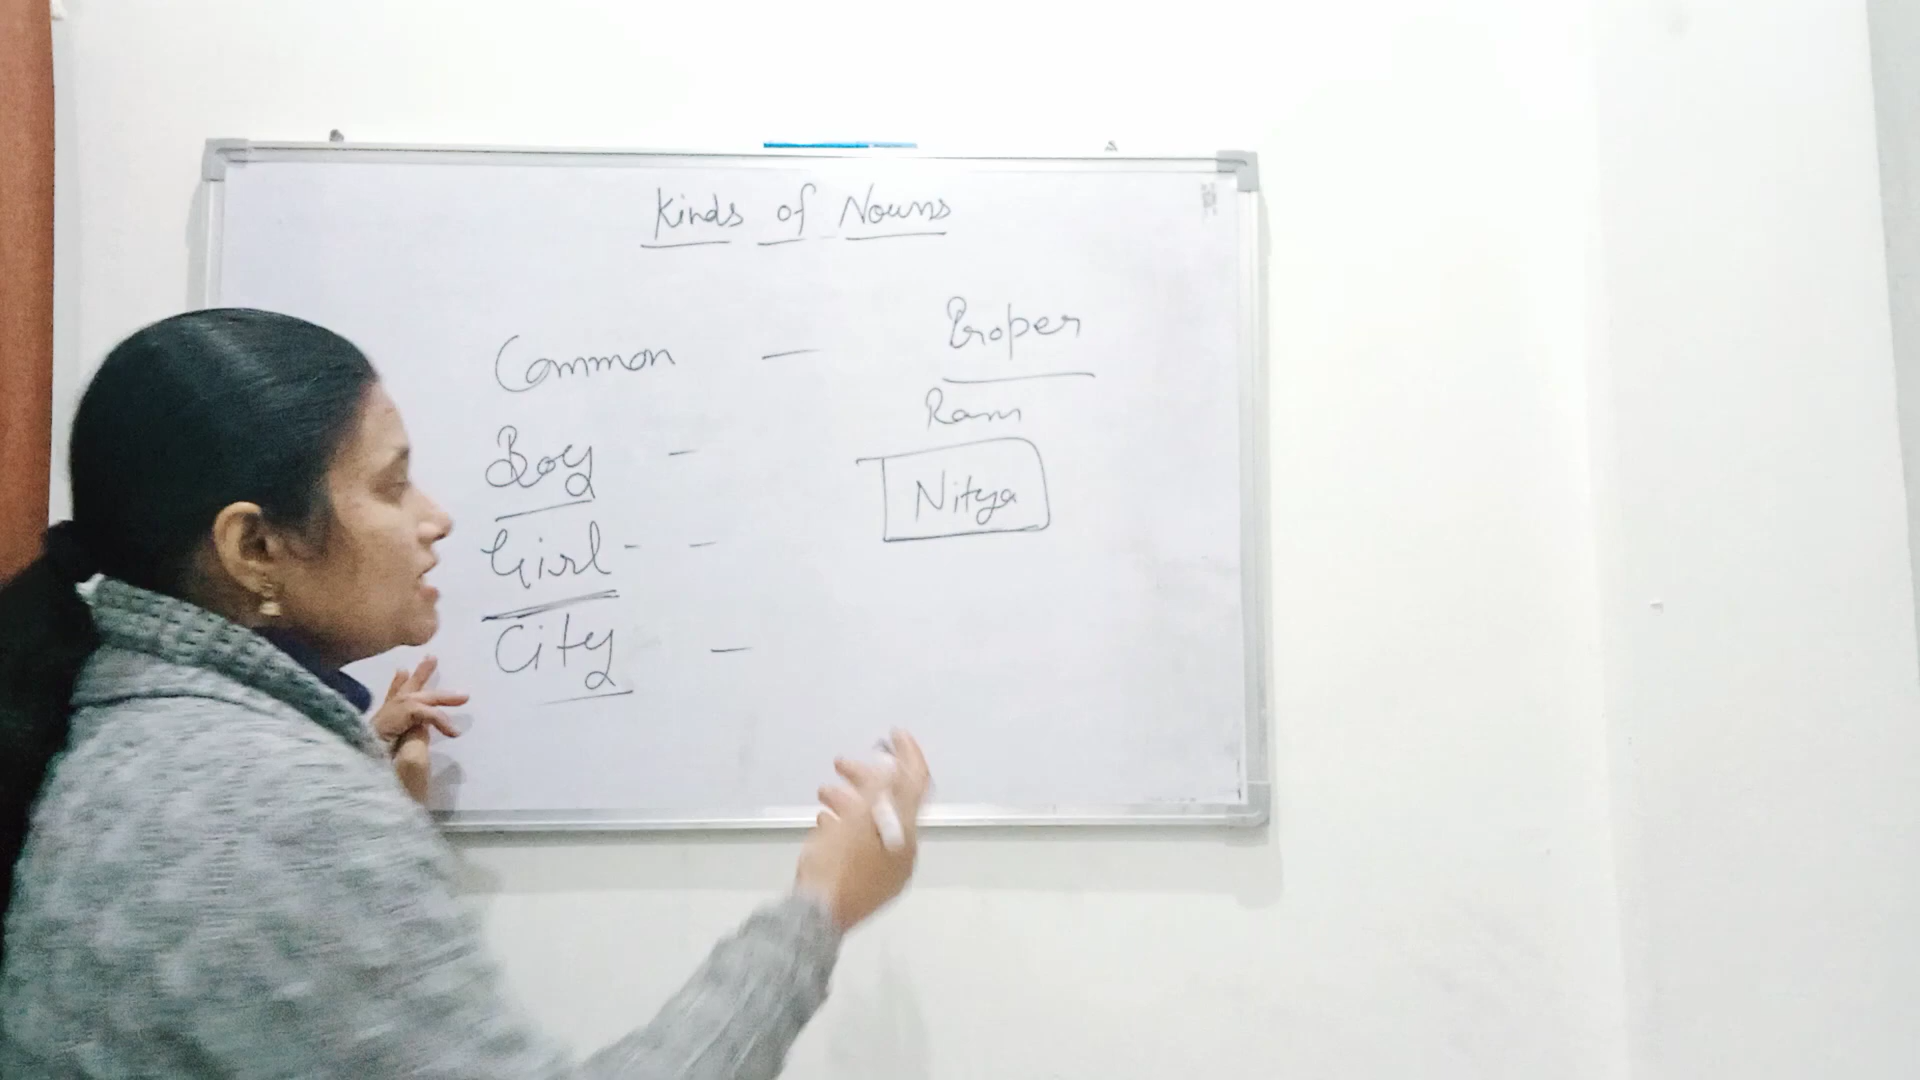 Kinds of Nouns
Common — Proper
Boy - Ram
Girl - - Nitya
City -